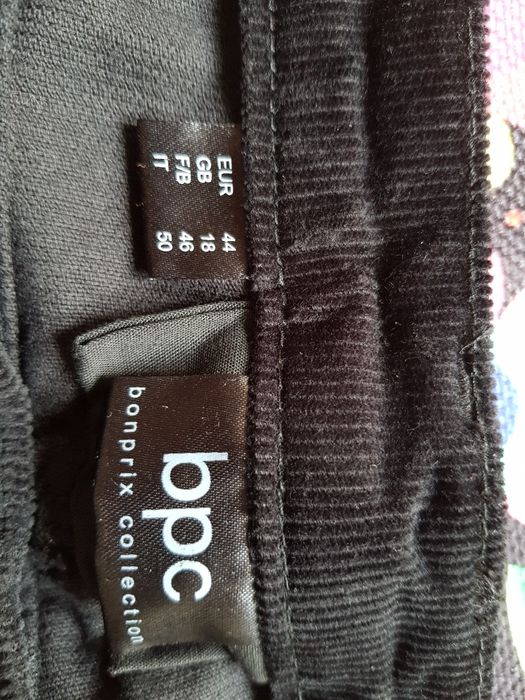 EUR 44
GB 18
F/B 46
IT 50
bpc
bonprix collection